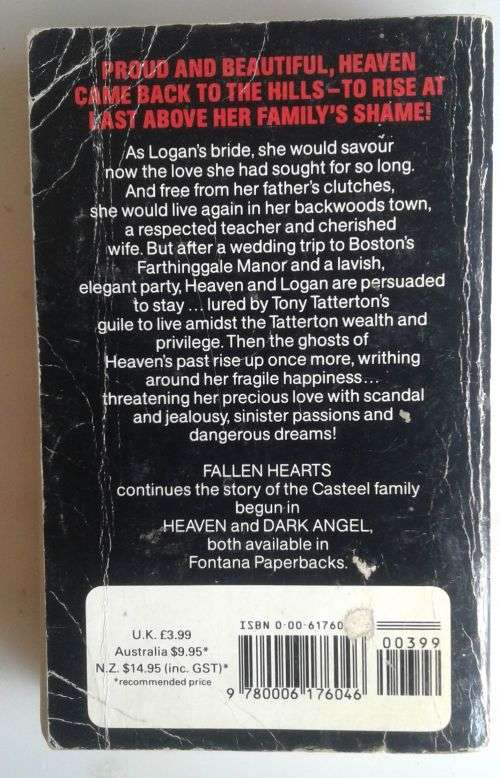 PROUD AND BEAUTIFUL, HEAVEN
CAME BACK TO THE HILLS–TO RISE AT
LAST ABOVE HER FAMILY'S SHAME!
As Logan's bride, she would savour
now the love she had sought for so long.
And free from her father's clutches,
she would live again in her backwoods town,
a respected teacher and cherished
wife. But after a wedding trip to Boston's
Farthinggale Manor and a lavish,
elegant party, Heaven and Logan are persuaded
to stay... lured by Tony Tatterton's
guile to live amidst the Tatterton wealth and
privilege. Then the ghosts of
Heaven's past rise up once more, writhing
around her fragile happiness...
threatening her precious love with scandal
and jealousy, sinister passions and
dangerous dreams!
FALLEN HEARTS
continues the story of the Casteel family
begun in
HEAVEN and DARK ANGEL,
both available in
Fontana Paperbacks.
U.K. £3.99
Australia $9.95*
N.Z. $14.95 (inc. GST)*
*recommended price
ISBN 0-00-61760
00399
9 780006 176046